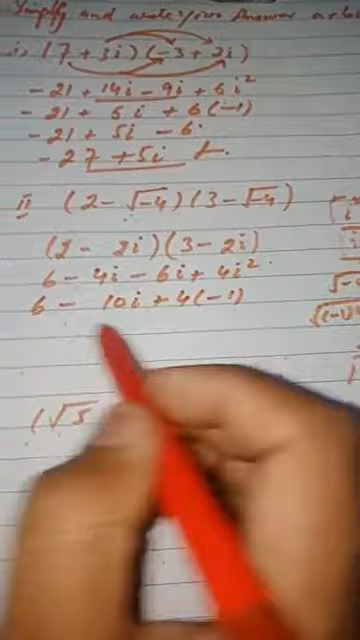 Simplify and write your Answer
i, (7 + 3i) (-3 + 2i)
- 21 + 14i - 9i + 6i²
- 21 + 5i + 6(-1)
- 21 + 5i - 6
- 27 + 5i
ii (2 - √-4) (3 - √-4)
(2 - 2i) (3 - 2i)
6 - 4i - 6i + 4i²
6 - 10i + 4(-1)
(√5